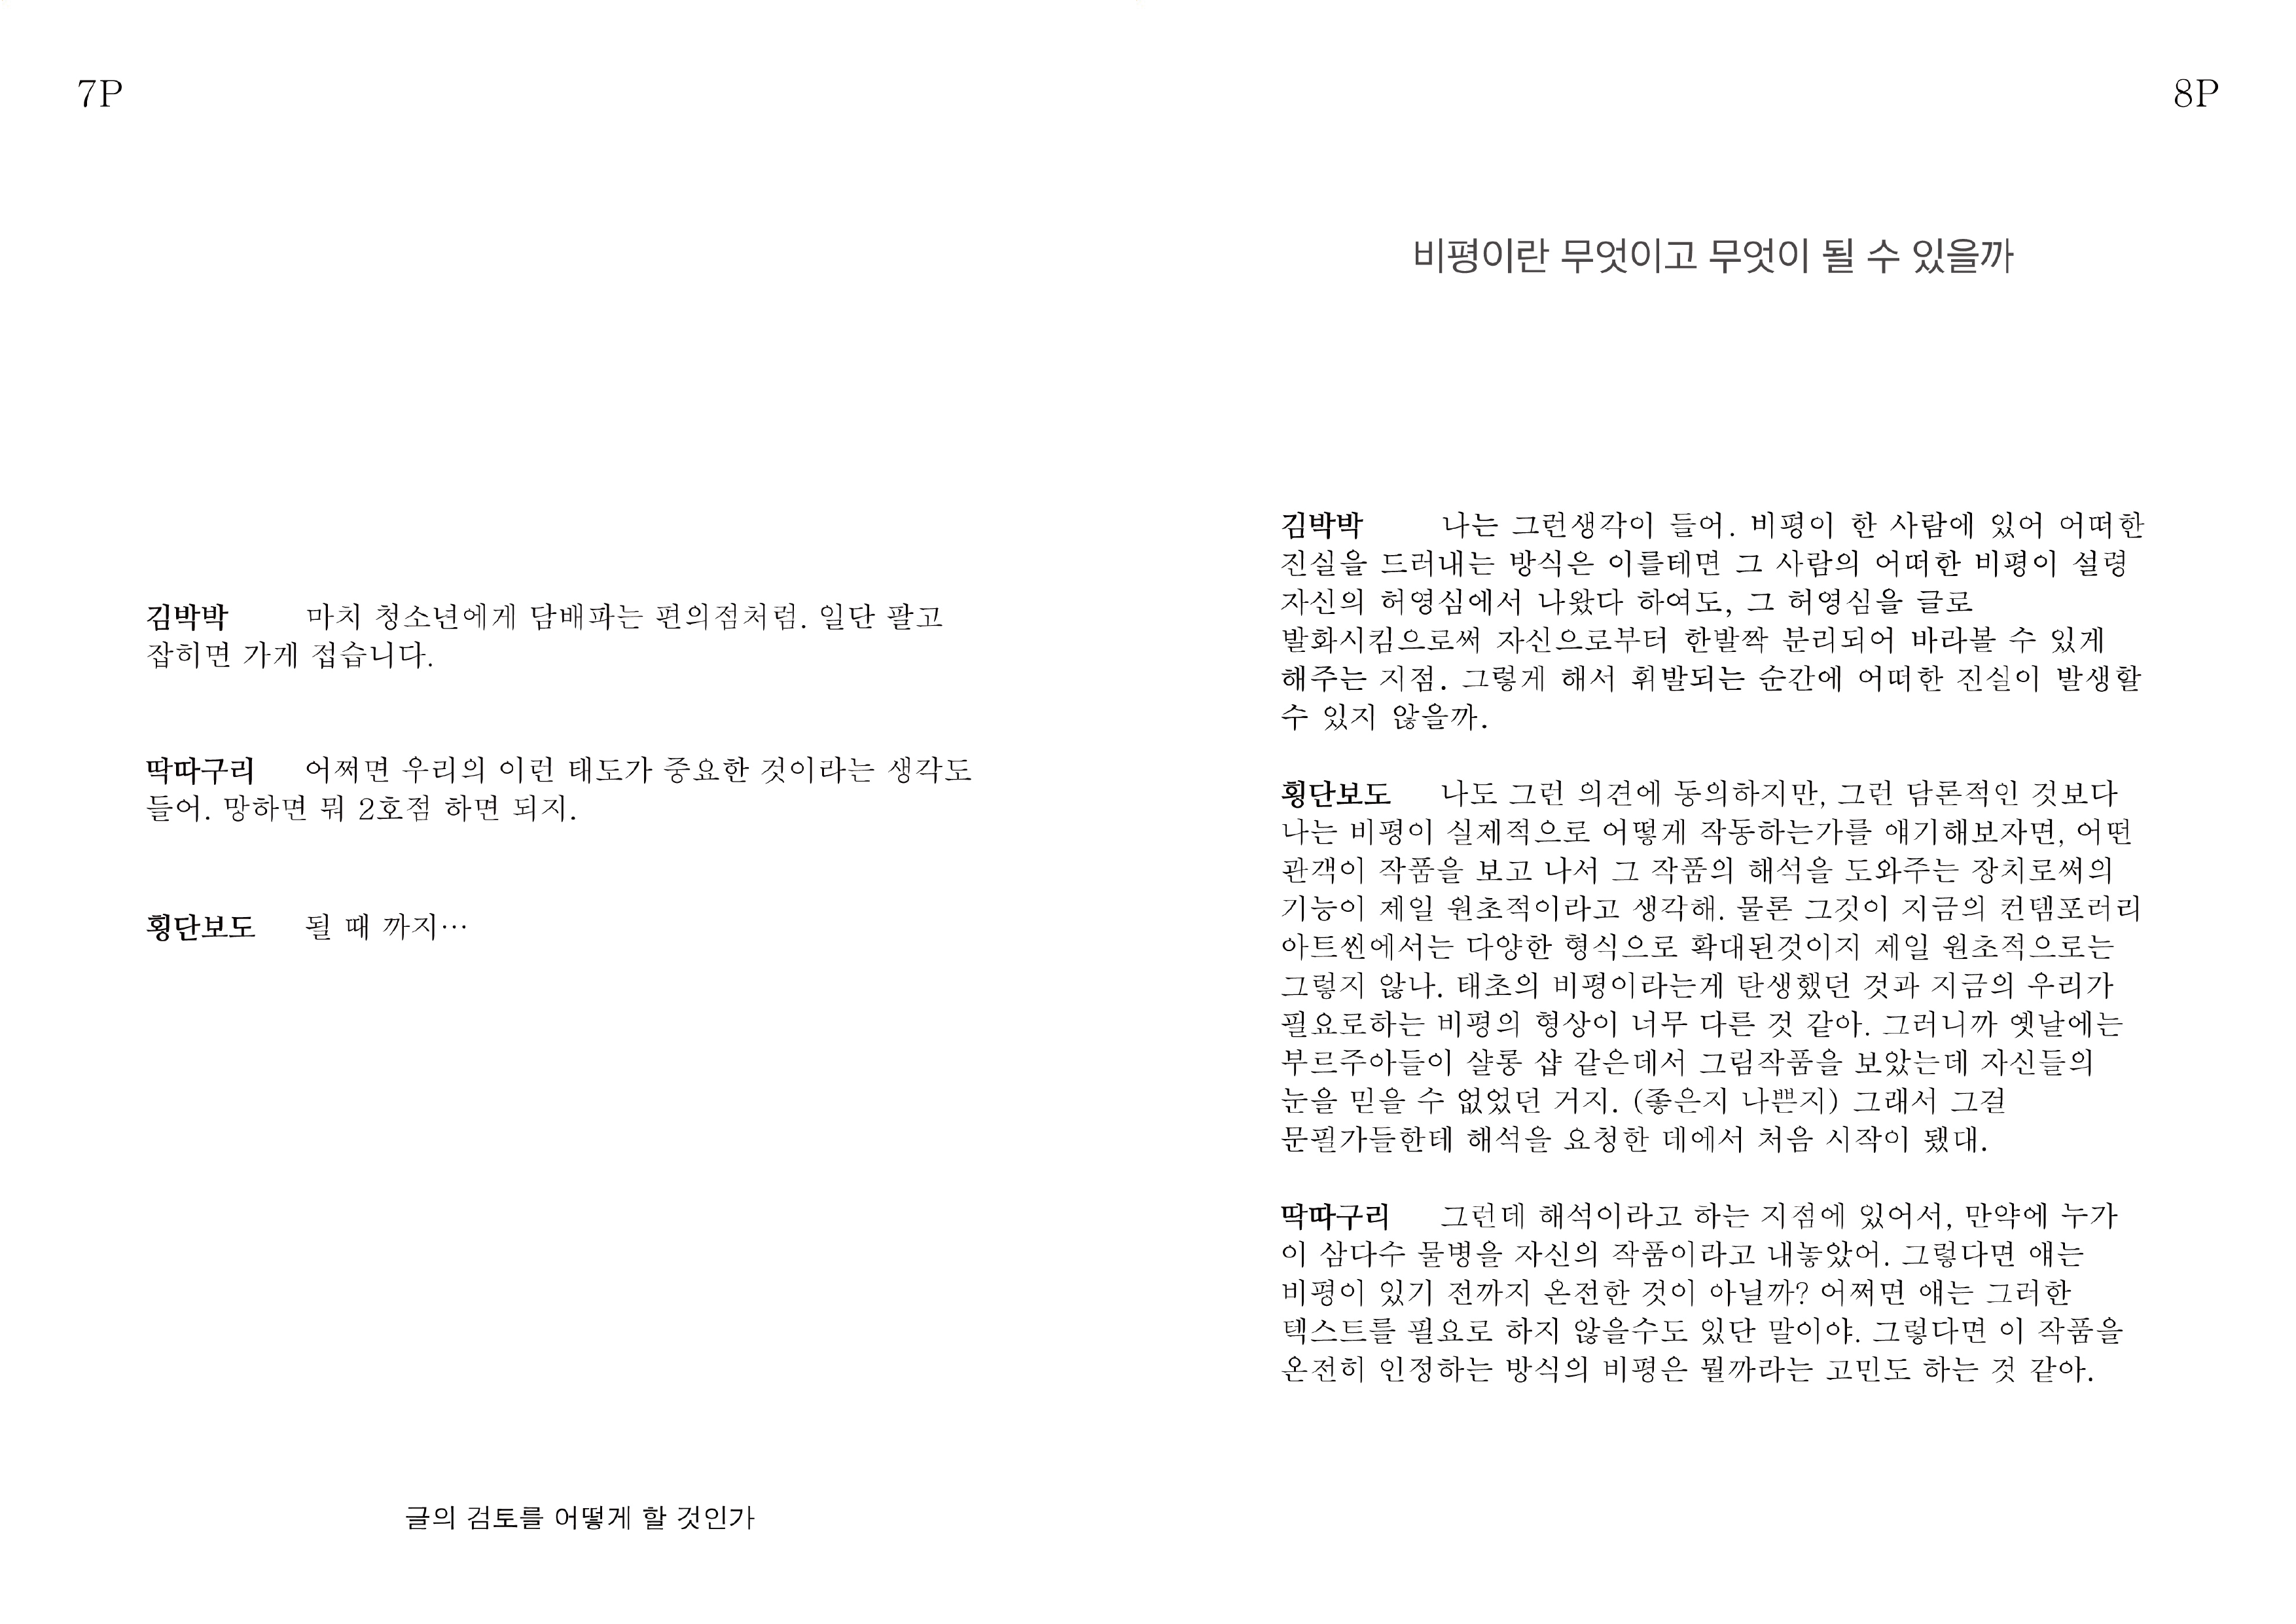 7P
김박박 마치 청소년에게 담배파는 편의점처럼. 일단 팔고
잡히면 가게 접습니다.
딱따구리 어쩌면 우리의 이런 태도가 중요한 것이라는 생각도
들어. 망하면 뭐 2호점 하면 되지.
횡단보도 될 때 까지…
글의 검토를 어떻게 할 것인가
8P
비평이란 무엇이고 무엇이 될 수 있을까
김박박 나는 그런생각이 들어. 비평이 한 사람에 있어 어떠한
진실을 드러내는 방식은 이를테면 그 사람의 어떠한 비평이 설령
자신의 허영심에서 나왔다 하여도, 그 허영심을 글로
발화시킴으로써 자신으로부터 한발짝 분리되어 바라볼 수 있게
해주는 지점. 그렇게 해서 휘발되는 순간에 어떠한 진실이 발생할
수 있지 않을까.
횡단보도 나도 그런 의견에 동의하지만, 그런 담론적인 것보다
나는 비평이 실제적으로 어떻게 작동하는가를 얘기해보자면, 어떤
관객이 작품을 보고 나서 그 작품의 해석을 도와주는 장치로써의
기능이 제일 원초적이라고 생각해. 물론 그것이 지금의 컨템포러리
아트씬에서는 다양한 형식으로 확대된것이지 제일 원초적으로는
그렇지 않나. 태초의 비평이라는게 탄생했던 것과 지금의 우리가
필요로하는 비평의 형상이 너무 다른 것 같아. 그러니까 옛날에는
부르주아들이 샬롱 샵 같은데서 그림작품을 보았는데 자신들의
눈을 믿을 수 없었던 거지. (좋은지 나쁜지) 그래서 그걸
문필가들한테 해석을 요청한 데에서 처음 시작이 됐대.
딱따구리 그런데 해석이라고 하는 지점에 있어서, 만약에 누가
이 삼다수 물병을 자신의 작품이라고 내놓았어. 그렇다면 얘는
비평이 있기 전까지 온전한 것이 아닐까? 어쩌면 얘는 그러한
텍스트를 필요로 하지 않을수도 있단 말이야. 그렇다면 이 작품을
온전히 인정하는 방식의 비평은 뭘까라는 고민도 하는 것 같아.